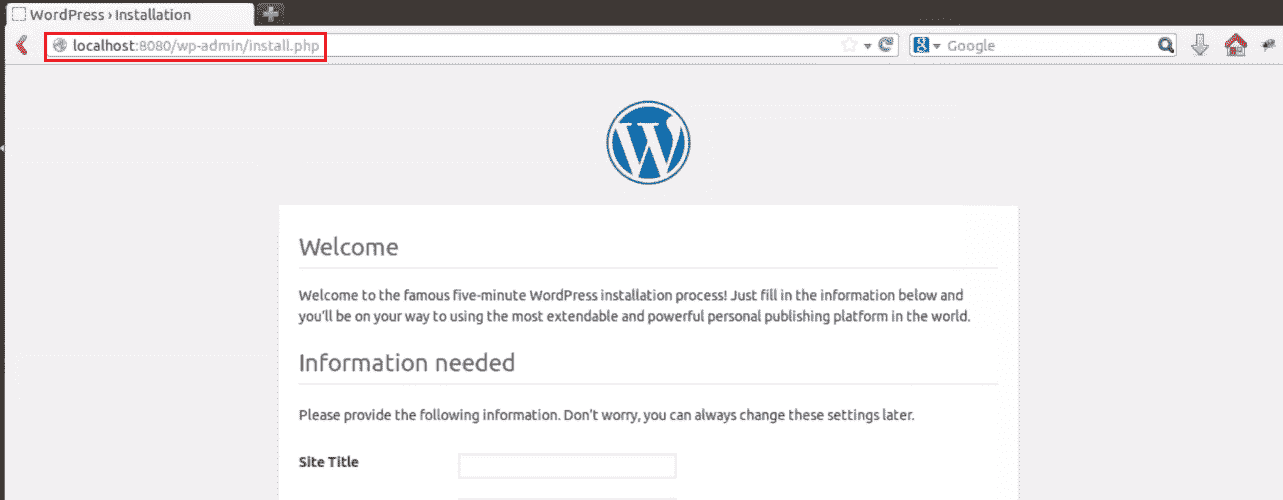 WordPress › Installation
localhost:8080/wp-admin/install.php
Google
Welcome
Welcome to the famous five-minute WordPress installation process! Just fill in the information below and
you'll be on your way to using the most extendable and powerful personal publishing platform in the world.
Information needed
Please provide the following information. Don't worry, you can always change these settings later.
Site Title